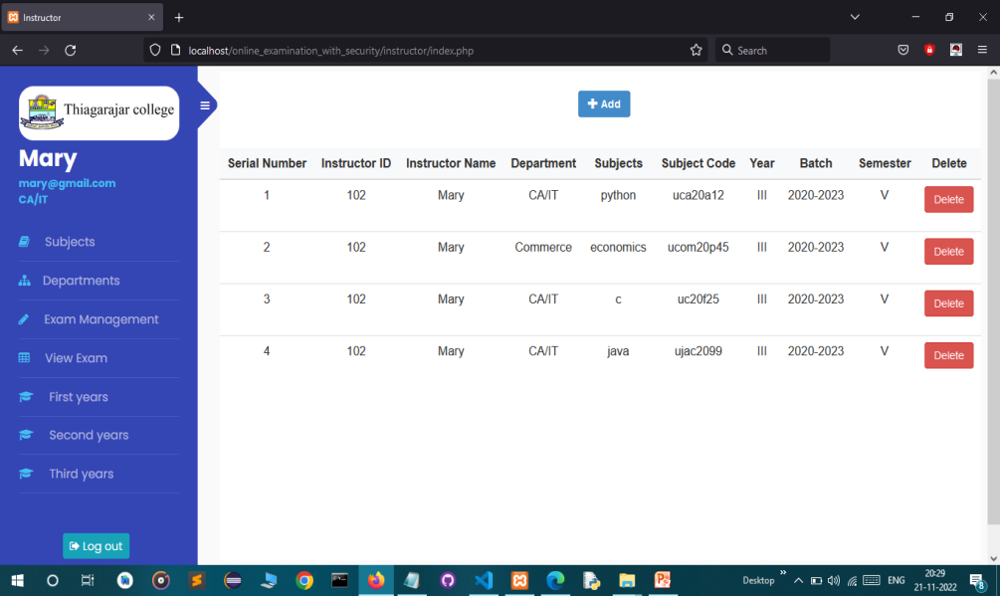 Instructor
localhost/online_examination_with_security/instructor/index.php
Search
Thiagarajar college
Mary
mary@gmail.com
CA/IT
Subjects
Departments
Exam Management
View Exam
First years
Second years
Third years
Log out
Add
Serial Number Instructor ID Instructor Name Department Subjects Subject Code Year Batch Semester Delete
1 102 Mary CA/IT python uca20a12 III 2020-2023 V Delete
2 102 Mary Commerce economics ucom20p45 III 2020-2023 V Delete
3 102 Mary CA/IT c uc20f25 III 2020-2023 V Delete
4 102 Mary CA/IT java ujac2099 III 2020-2023 V Delete
Desktop » ENG 20:29
21-11-2022 8